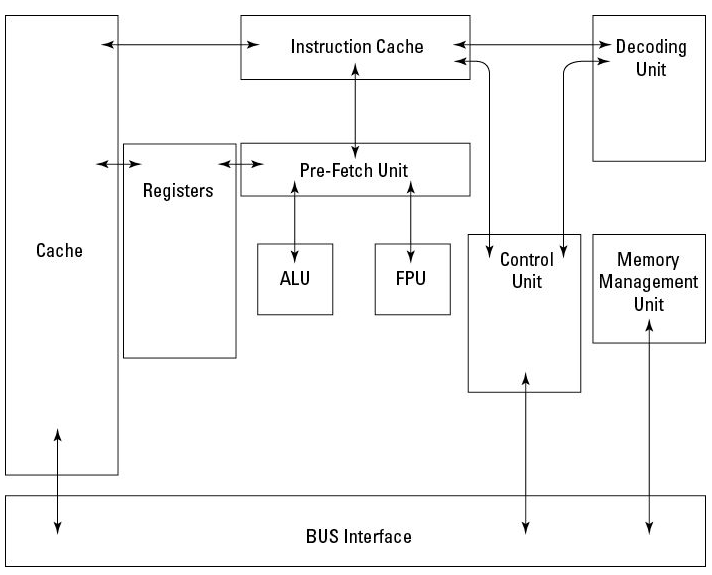 Instruction Cache
Decoding
Unit
Pre-Fetch Unit
Registers
Cache
ALU
FPU
Control
Unit
Memory
Management
Unit
BUS Interface